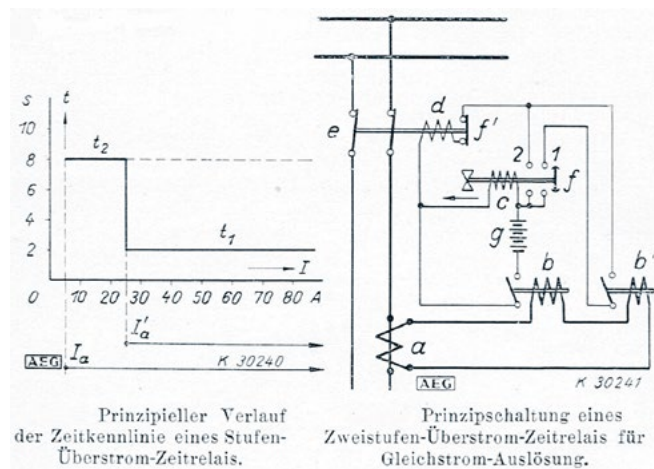 s t
10
8
6
4
2
t2
t1
I
0 10 20 30 40 50 60 70 80 A
I'a
Ia
AEG K 30240
Prinzipieller Verlauf
der Zeitkennlinie eines Stufen-
Überstrom-Zeitrelais.
d
e f'
2 1
f
c
g
b b'
a
AEG K 30241
Prinzipschaltung eines
Zweistufen-Überstrom-Zeitrelais für
Gleichstrom-Auslösung.